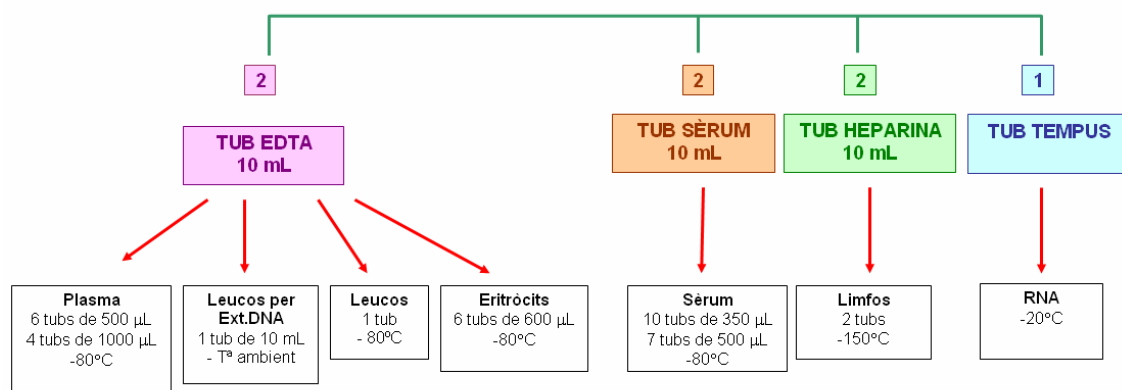 2
2
2
1
TUB EDTA
10 mL
TUB SÈRUM
10 mL
TUB HEPARINA
10 mL
TUB TEMPUS
Plasma
6 tubs de 500 µL
4 tubs de 1000 µL
-80ºC
Leucos per
Ext.DNA
1 tub de 10 mL
- Tª ambient
Leucos
1 tub
- 80ºC
Eritròcits
6 tubs de 600 µL
-80ºC
Sèrum
10 tubs de 350 µL
7 tubs de 500 µL
-80ºC
Limfos
2 tubs
-150ºC
RNA
-20ºC